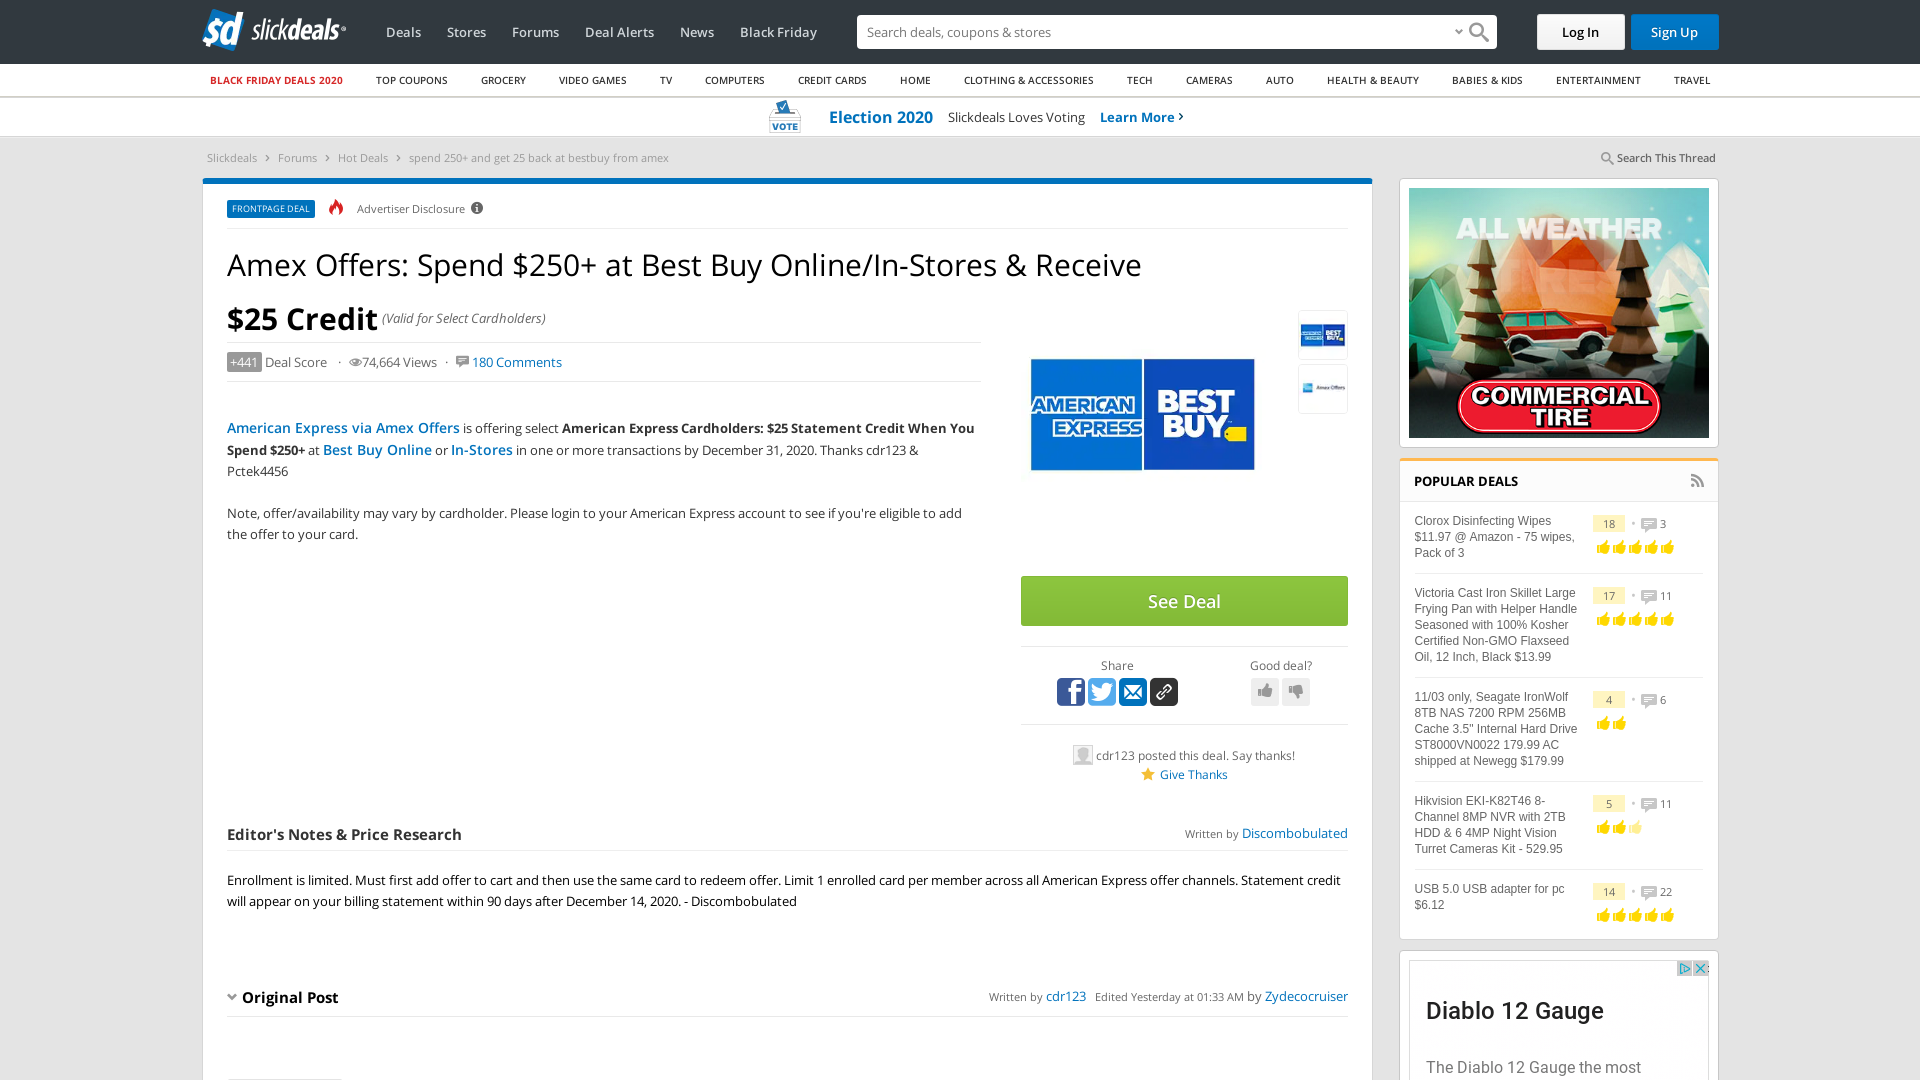 sd slickdeals
Deals Stores Forums Deal Alerts News Black Friday
Search deals, coupons & stores
Log In Sign Up
BLACK FRIDAY DEALS 2020 TOP COUPONS GROCERY VIDEO GAMES TV COMPUTERS CREDIT CARDS HOME CLOTHING & ACCESSORIES TECH CAMERAS AUTO HEALTH & BEAUTY BABIES & KIDS ENTERTAINMENT TRAVEL
VOTE Election 2020 Slickdeals Loves Voting Learn More
Slickdeals > Forums > Hot Deals > spend 250+ and get 25 back at bestbuy from amex
Search This Thread
FRONTPAGE DEAL Advertiser Disclosure
Amex Offers: Spend $250+ at Best Buy Online/In-Stores & Receive
$25 Credit (Valid for Select Cardholders)
+441 Deal Score · 74,664 Views · 180 Comments
American Express via Amex Offers is offering select American Express Cardholders: $25 Statement Credit When You
Spend $250+ at Best Buy Online or In-Stores in one or more transactions by December 31, 2020. Thanks cdr123 &
Pctek4456
Note, offer/availability may vary by cardholder. Please login to your American Express account to see if you're eligible to add
the offer to your card.
AMERICAN
EXPRESS
BEST
BUY
Amex Offers
See Deal
Share Good deal?
cdr123 posted this deal. Say thanks!
Give Thanks
Editor's Notes & Price Research
Written by Discombobulated
Enrollment is limited. Must first add offer to cart and then use the same card to redeem offer. Limit 1 enrolled card per member across all American Express offer channels. Statement credit
will appear on your billing statement within 90 days after December 14, 2020. - Discombobulated
Original Post
Written by cdr123 Edited Yesterday at 01:33 AM by Zydecocruiser
ALL WEATHER
TIRES
COMMERCIAL
TIRE
POPULAR DEALS
Clorox Disinfecting Wipes
$11.97 @ Amazon - 75 wipes,
Pack of 3
18 • 3
Victoria Cast Iron Skillet Large
Frying Pan with Helper Handle
Seasoned with 100% Kosher
Certified Non-GMO Flaxseed
Oil, 12 Inch, Black $13.99
17 • 11
11/03 only, Seagate IronWolf
8TB NAS 7200 RPM 256MB
Cache 3.5" Internal Hard Drive
ST8000VN0022 179.99 AC
shipped at Newegg $179.99
4 • 6
Hikvision EKI-K82T46 8-
Channel 8MP NVR with 2TB
HDD & 6 4MP Night Vision
Turret Cameras Kit - 529.95
5 • 11
USB 5.0 USB adapter for pc
$6.12
14 • 22
Diablo 12 Gauge
The Diablo 12 Gauge the most